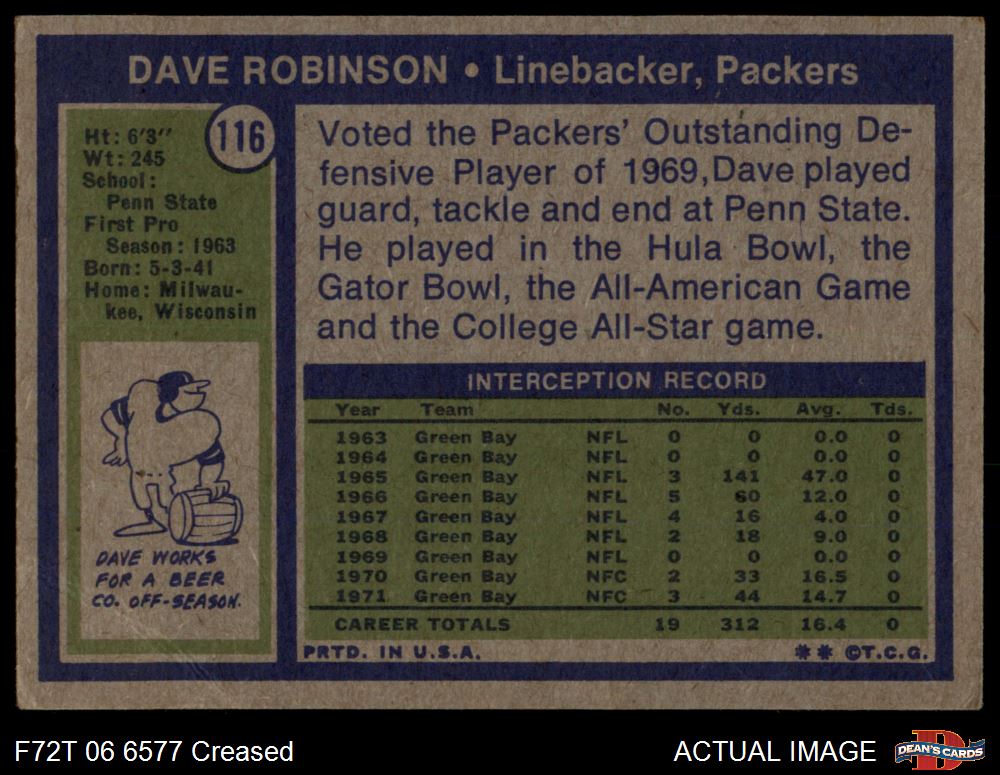 DAVE ROBINSON • Linebacker, Packers
116
Ht: 6'3''
Wt: 245
School:
Penn State
First Pro
Season: 1963
Born: 5-3-41
Home: Milwau-
kee, Wisconsin
DAVE WORKS
FOR A BEER
CO. OFF-SEASON.
Voted the Packers' Outstanding De-
fensive Player of 1969, Dave played
guard, tackle and end at Penn State.
He played in the Hula Bowl, the
Gator Bowl, the All-American Game
and the College All-Star game.
INTERCEPTION RECORD
Year Team No. Yds. Avg. Tds.
1963 Green Bay NFL 0 0 0.0 0
1964 Green Bay NFL 0 0 0.0 0
1965 Green Bay NFL 3 141 47.0 0
1966 Green Bay NFL 5 60 12.0 0
1967 Green Bay NFL 4 16 4.0 0
1968 Green Bay NFL 2 18 9.0 0
1969 Green Bay NFL 0 0 0.0 0
1970 Green Bay NFC 2 33 16.5 0
1971 Green Bay NFC 3 44 14.7 0
CAREER TOTALS 19 312 16.4 0
PRTD. IN U.S.A. ** ©T.C.G.
F72T 06 6577 Creased ACTUAL IMAGE
D
DEAN'S CARDS